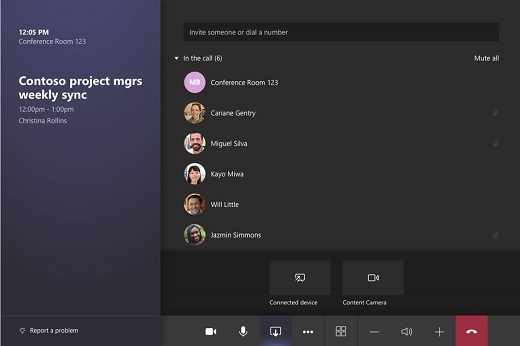 12:05 PM
Conference Room 123
Contoso project mgrs
weekly sync
12:00pm - 1:00pm
Christina Rollins
Report a problem
Invite someone or dial a number
In the call (6)
Mute all
MB
Conference Room 123
Cariane Gentry
Miguel Silva
Kayo Miwa
Will Little
Jazmin Simmons
Connected device
Content Camera